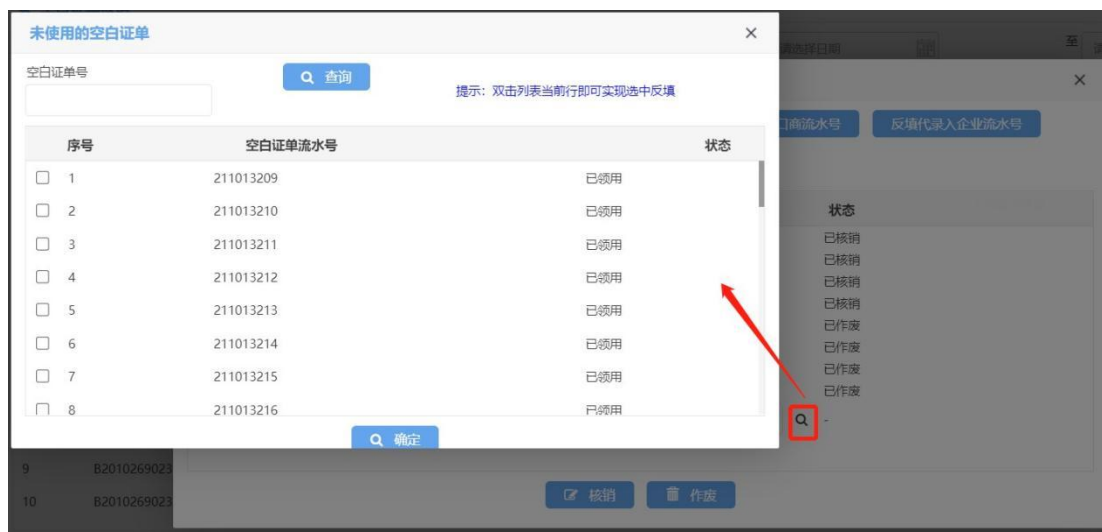 未使用的空白证单
空白证单号
查询
提示：双击列表当前行即可实现选中反填
序号 空白证单流水号 状态
1 211013209 已领用
2 211013210 已领用
3 211013211 已领用
4 211013212 已领用
5 211013213 已领用
6 211013214 已领用
7 211013215 已领用
8 211013216 已领用
确定
请选择日期 至
口商流水号 反填代录入企业流水号
状态
已核销
已核销
已核销
已核销
已作废
已作废
已作废
已作废
-
9 B2010269023
10 B2010269023
核销 作废